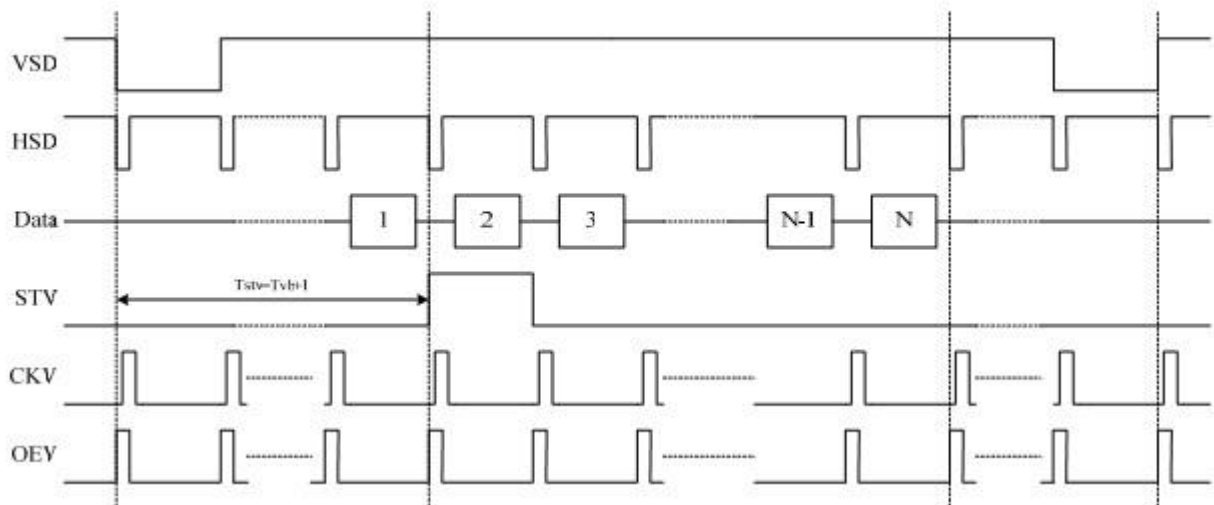 VSD
HSD
Data
1
2
3
N-1
N
Tstv=Tvb+1
STV
CKV
OEV